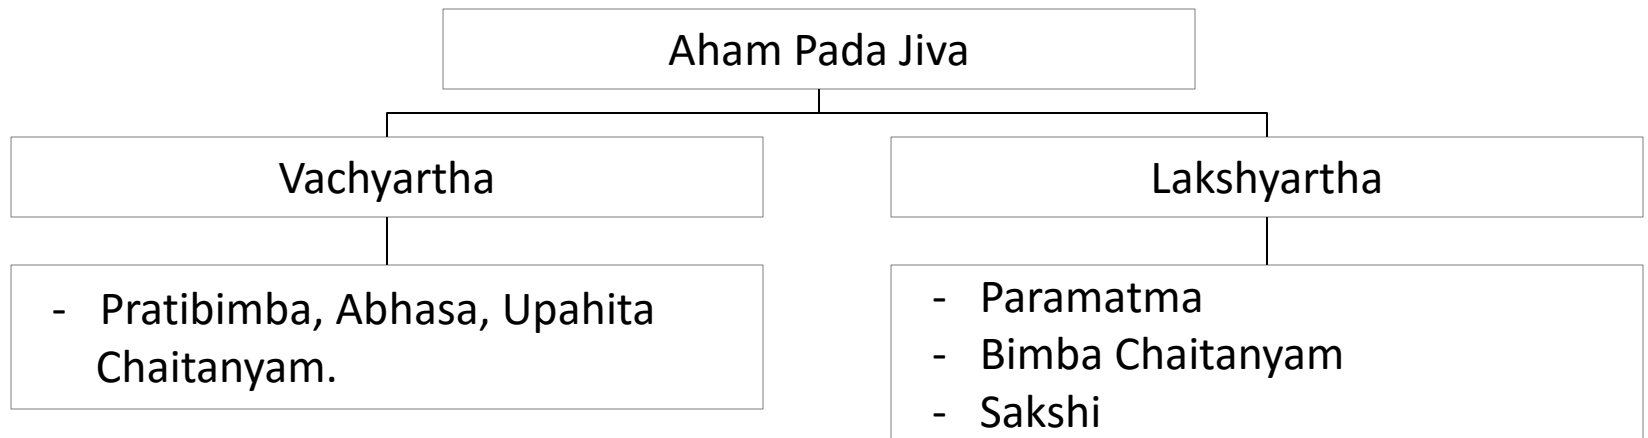 Aham Pada Jiva
Vachyartha
Lakshyartha
- Pratibimba, Abhasa, Upahita
Chaitanyam.
- Paramatma
- Bimba Chaitanyam
- Sakshi